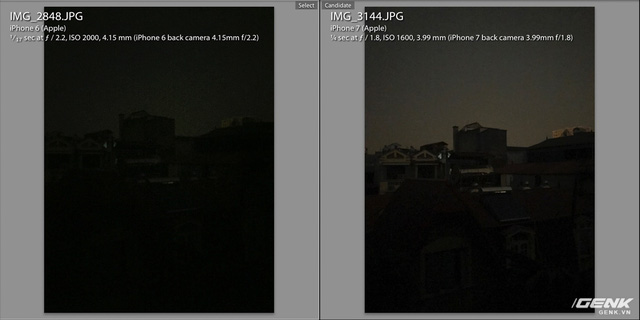 Select
Candidate
IMG_2848.JPG
iPhone 6 (Apple)
1/17 sec at ƒ / 2.2, ISO 2000, 4.15 mm (iPhone 6 back camera 4.15mm f/2.2)
IMG_3144.JPG
iPhone 7 (Apple)
¼ sec at ƒ / 1.8, ISO 1600, 3.99 mm (iPhone 7 back camera 3.99mm f/1.8)
/GENK
GENK.VN